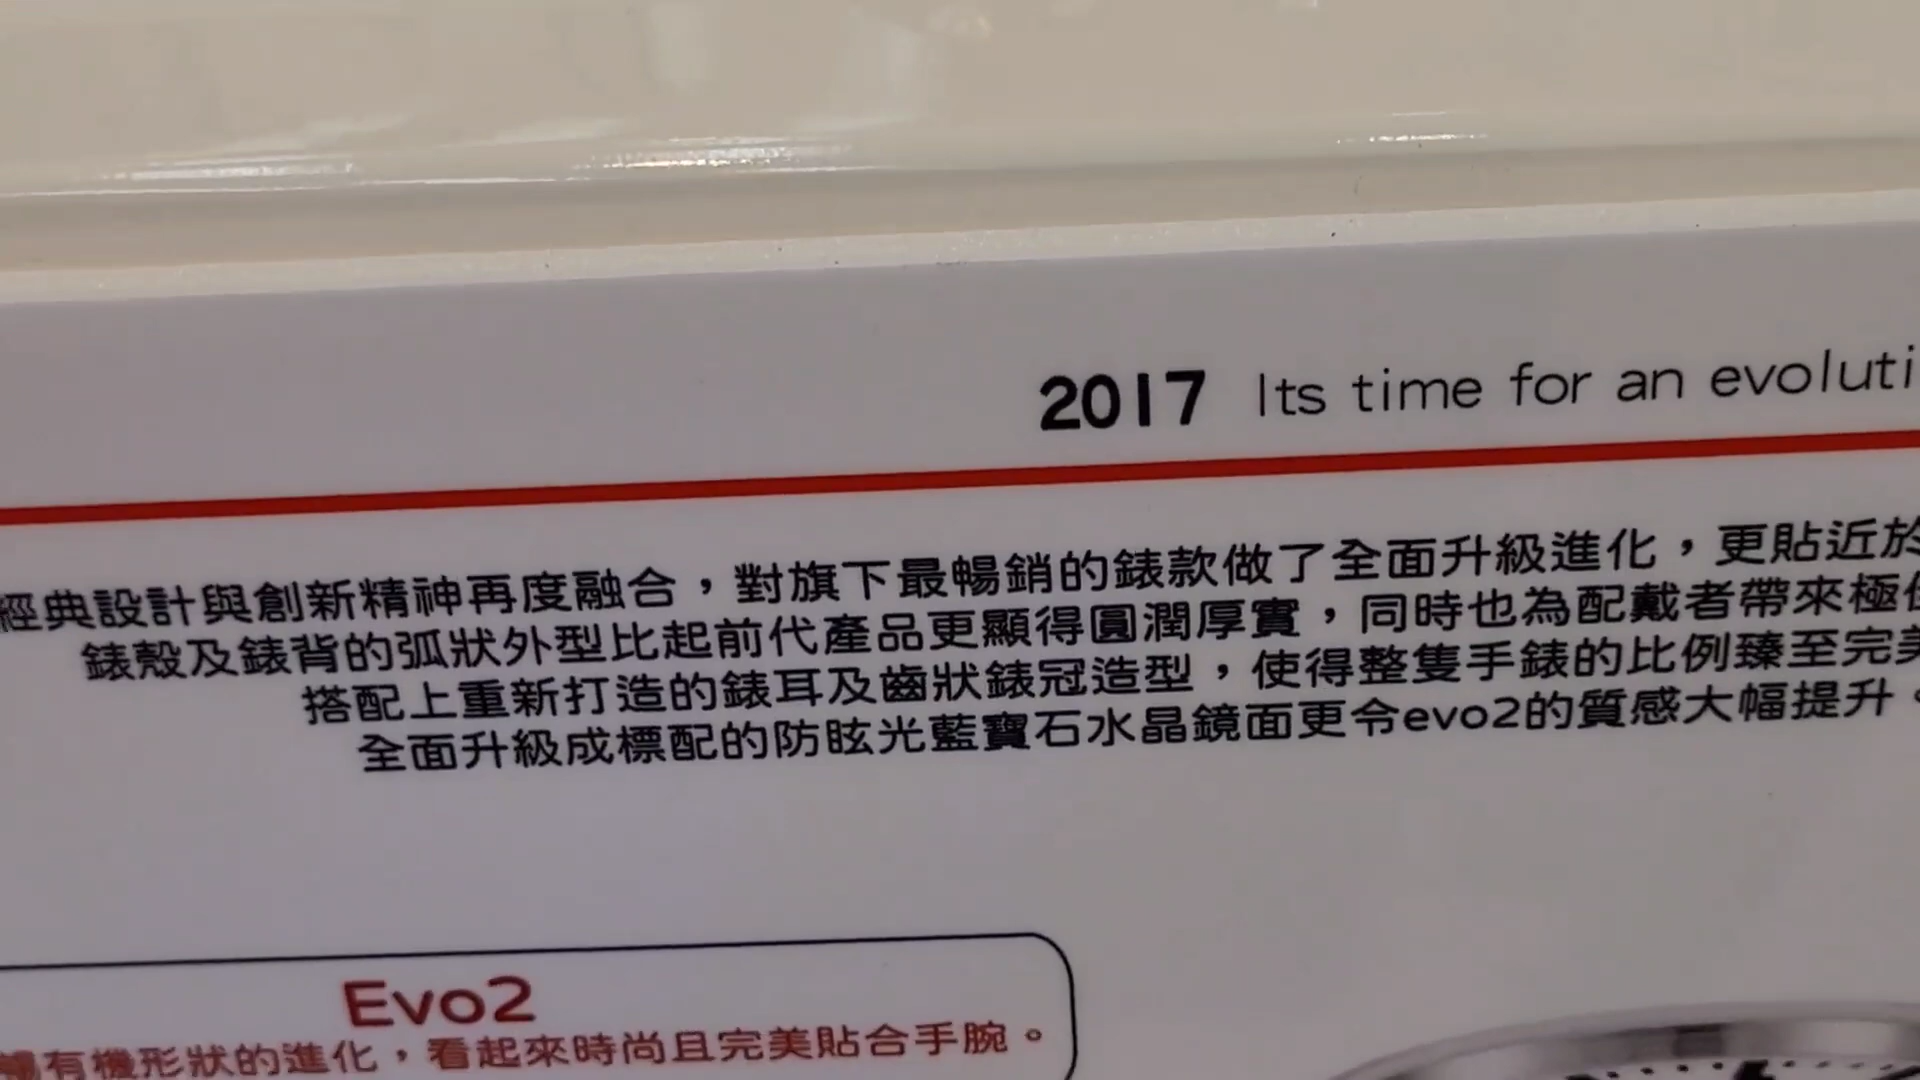 2017 Its time for an evoluti
經典設計與創新精神再度融合，對旗下最暢銷的錶款做了全面升級進化，更貼近於
錶殼及錶背的弧狀外型比起前代產品更顯得圓潤厚實，同時也為配戴者帶來極
搭配上重新打造的錶耳及齒狀錶冠造型，使得整隻手錶的比例臻至完美
全面升級成標配的防眩光藍寶石水晶鏡面更令evo2的質感大幅提升。
Evo2
有機形狀的進化，看起來時尚且完美貼合手腕。